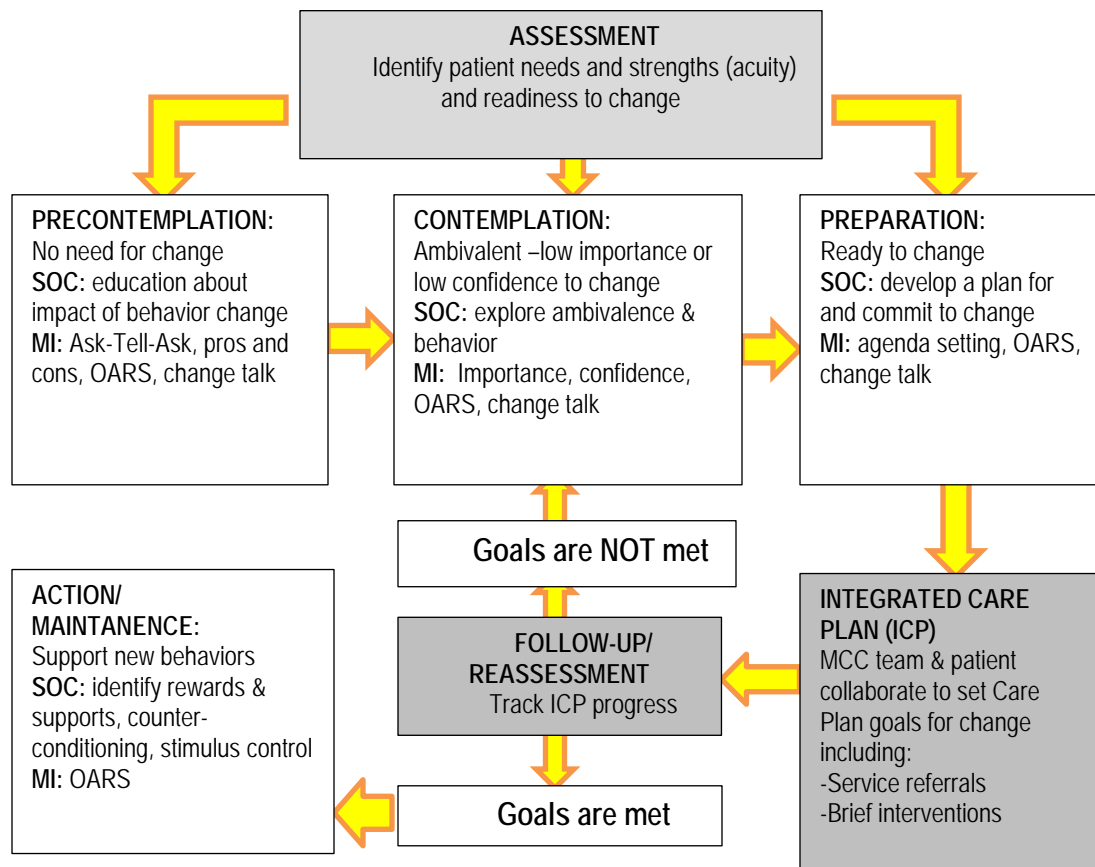 ASSESSMENT
Identify patient needs and strengths (acuity)
and readiness to change
PRECONTEMPLATION:
No need for change
SOC: education about
impact of behavior change
MI: Ask-Tell-Ask, pros and
cons, OARS, change talk
CONTEMPLATION:
Ambivalent –low importance or
low confidence to change
SOC: explore ambivalence &
behavior
MI: Importance, confidence,
OARS, change talk
PREPARATION:
Ready to change
SOC: develop a plan for
and commit to change
MI: agenda setting, OARS,
change talk
Goals are NOT met
ACTION/
MAINTANENCE:
Support new behaviors
SOC: identify rewards &
supports, counter-
conditioning, stimulus control
MI: OARS
FOLLOW-UP/
REASSESSMENT
Track ICP progress
INTEGRATED CARE
PLAN (ICP)
MCC team & patient
collaborate to set Care
Plan goals for change
including:
-Service referrals
-Brief interventions
Goals are met